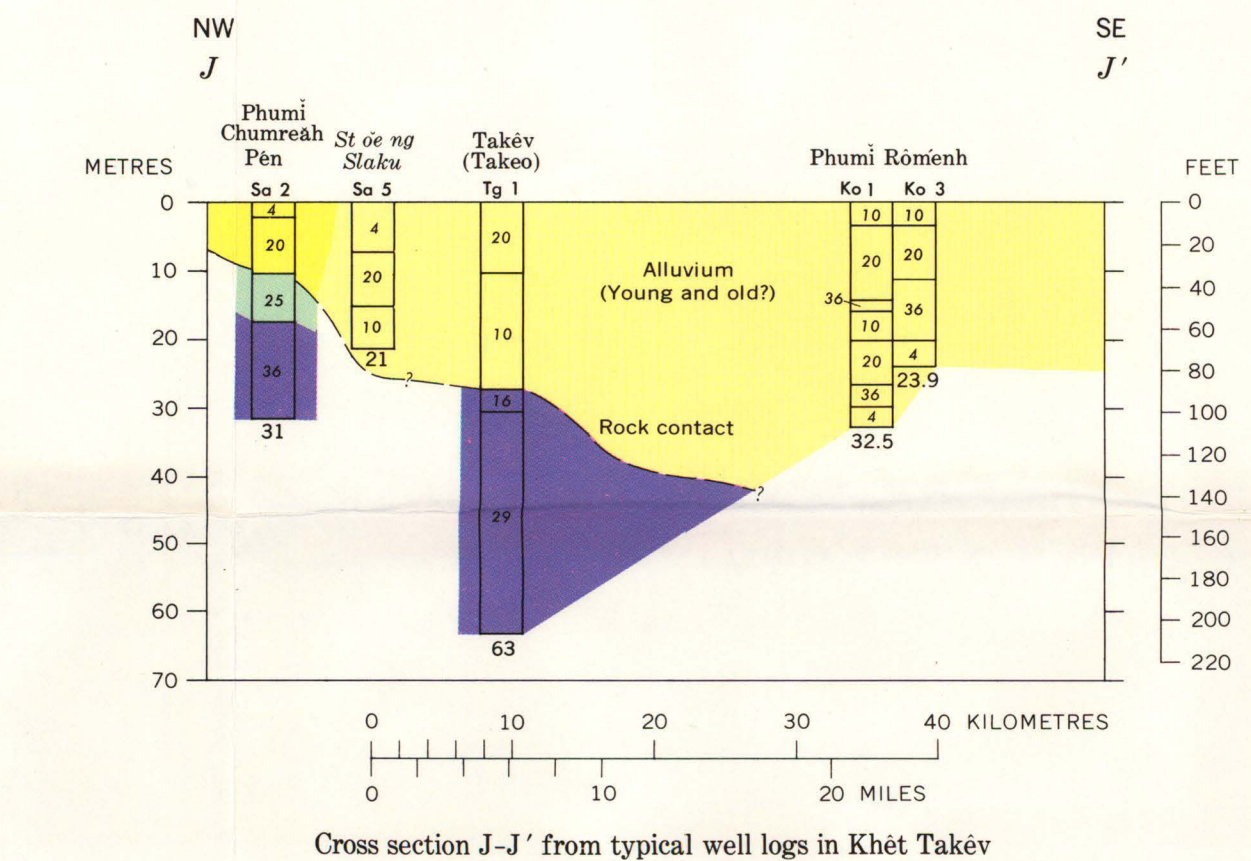 NW
J
SE
J′
Phumĭ
Chumreăh
Pén
St œ̆ ng
Slaku
Takêv
(Takeo)
Phumĭ Rôménh
METRES
FEET
Sa 2
Sa 5
Tg 1
Ko 1
Ko 3
0
10
20
30
40
50
60
70
0
20
40
60
80
100
120
140
160
180
200
220
4
20
25
36
31
4
20
10
21
20
10
16
29
63
10
20
36
10
20
36
4
32.5
10
20
36
4
23.9
Alluvium
(Young and old?)
Rock contact
?
?
0 10 20 30 40 KILOMETRES
0 10 20 MILES
Cross section J-J′ from typical well logs in Khêt Takêv